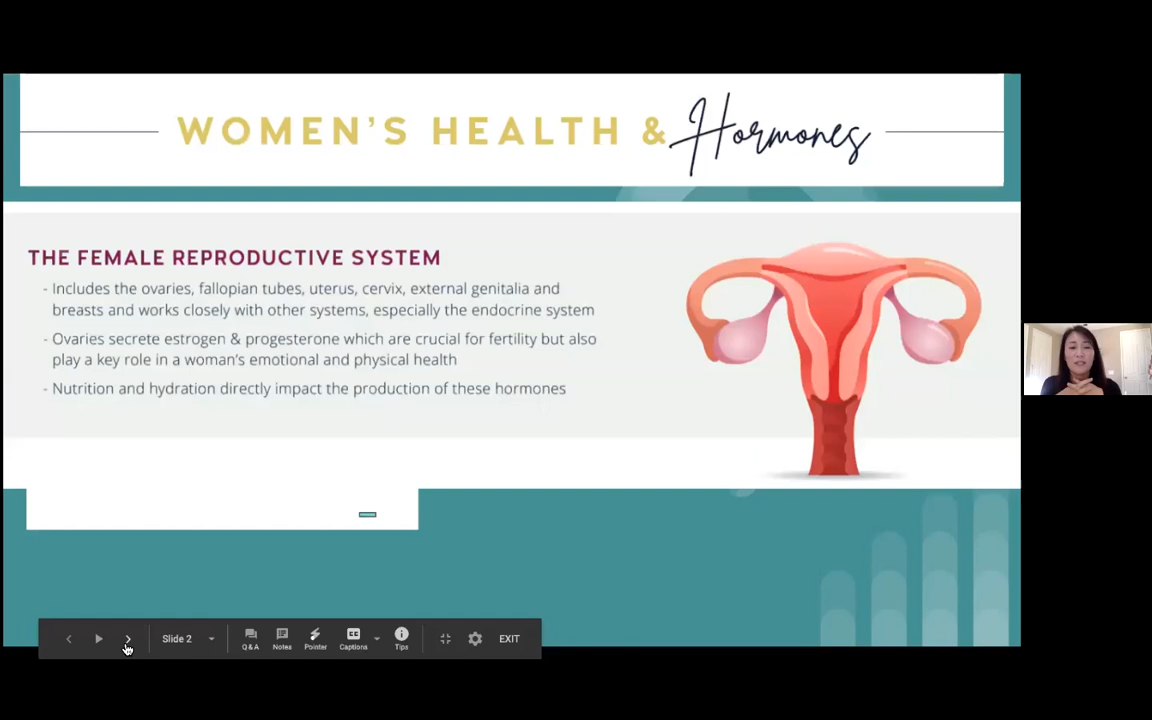 WOMEN'S HEALTH & Hormones
THE FEMALE REPRODUCTIVE SYSTEM
- Includes the ovaries, fallopian tubes, uterus, cervix, external genitalia and
breasts and works closely with other systems, especially the endocrine system
- Ovaries secrete estrogen & progesterone which are crucial for fertility but also
play a key role in a woman's emotional and physical health
- Nutrition and hydration directly impact the production of these hormones
Slide 2
Q&A
Notes
Pointer
CC
Captions
Tips
EXIT